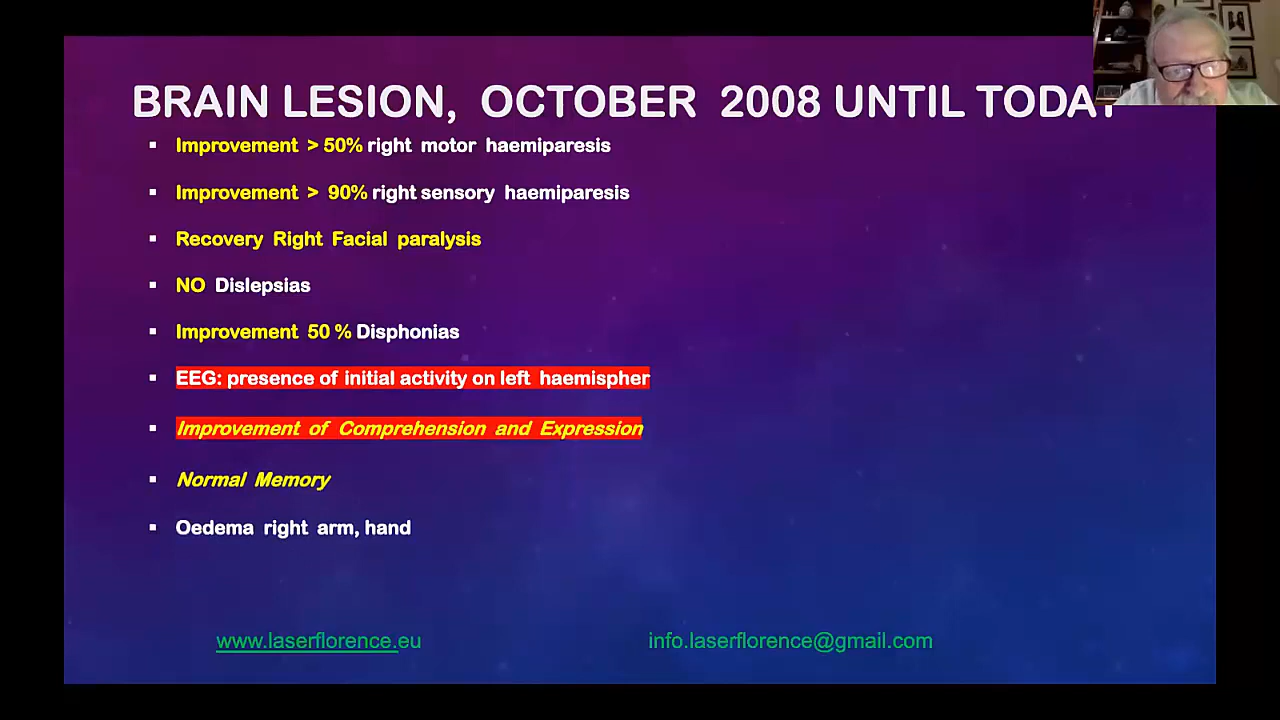 BRAIN LESION, OCTOBER 2008 UNTIL TODAY
Improvement > 50% right motor haemiparesis
Improvement > 90% right sensory haemiparesis
Recovery Right Facial paralysis
NO Dislepsias
Improvement 50 % Disphonias
EEG: presence of initial activity on left haemispher
Improvement of Comprehension and Expression
Normal Memory
Oedema right arm, hand
www.laserflorence.eu
info.laserflorence@gmail.com